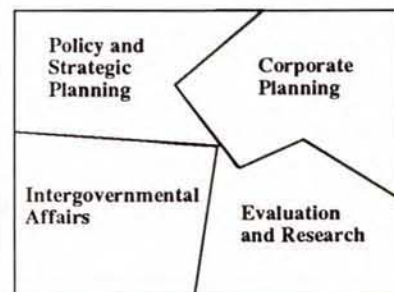 Policy and
Strategic
Planning
Corporate
Planning
Intergovernmental
Affairs
Evaluation
and Research